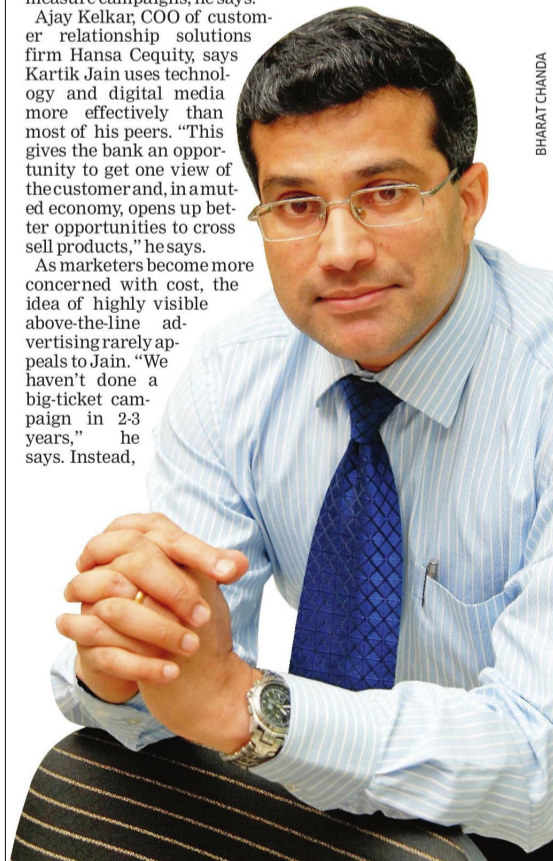 measure campaigns, he says.
Ajay Kelkar, COO of custom-
er relationship solutions
firm Hansa Cequity, says
Kartik Jain uses technol-
ogy and digital media
more effectively than
most of his peers. “This
gives the bank an oppor-
tunity to get one view of
the customer and, in a mut-
ed economy, opens up bet-
ter opportunities to cross
sell products,” he says.
As marketers become more
concerned with cost, the
idea of highly visible
above-the-line ad-
vertising rarely ap-
peals to Jain. “We
haven’t done a
big-ticket cam-
paign in 2-3
years,” he
says. Instead,
BHARAT CHANDA